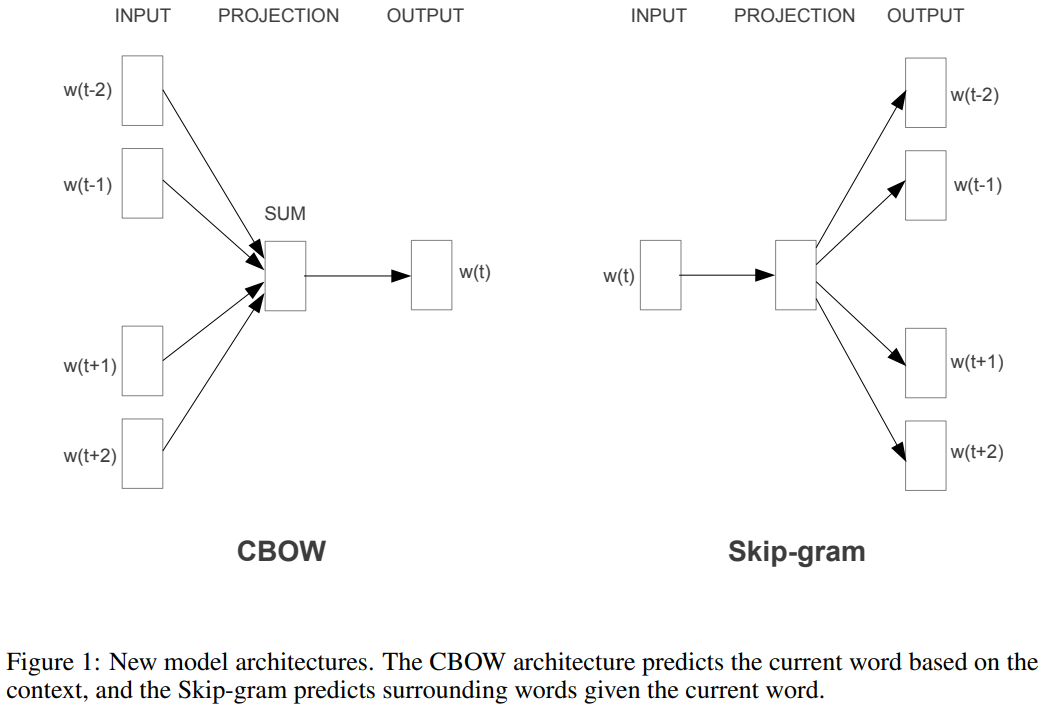 INPUT PROJECTION OUTPUT
w(t-2)
w(t-1)
SUM
w(t)
w(t+1)
w(t+2)
CBOW
INPUT PROJECTION OUTPUT
w(t-2)
w(t-1)
w(t)
w(t+1)
w(t+2)
Skip-gram
Figure 1: New model architectures. The CBOW architecture predicts the current word based on the
context, and the Skip-gram predicts surrounding words given the current word.